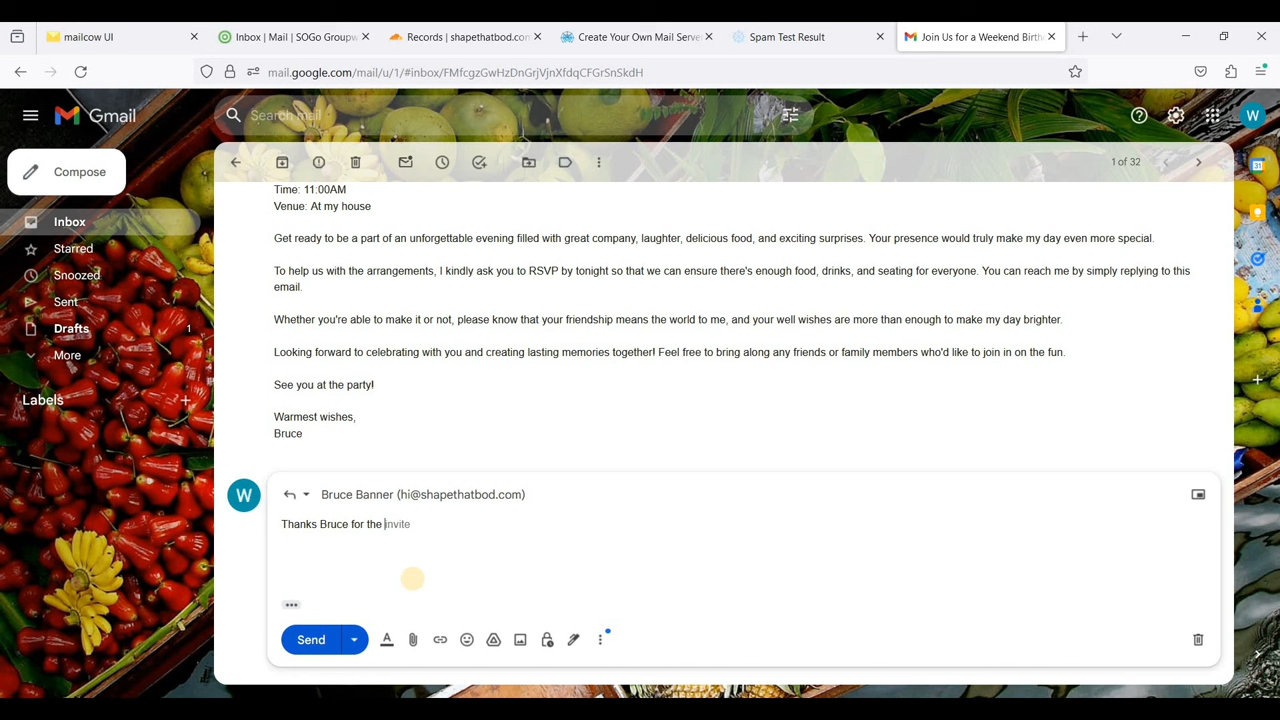 mailcow UI
Inbox | Mail | SOGo Groupw
Records | shapethatbod.com
Create Your Own Mail Serve
Spam Test Result
Join Us for a Weekend Birth
mail.google.com/mail/u/1/#inbox/FMfcgzGwHzDnGrjVjnXfdqCFGrSnSkdH
Gmail
Search mail
W
Compose
1 of 32
Inbox
Starred
Snoozed
Sent
Drafts 1
More
Labels
Time: 11:00AM
Venue: At my house
Get ready to be a part of an unforgettable evening filled with great company, laughter, delicious food, and exciting surprises. Your presence would truly make my day even more special.
To help us with the arrangements, I kindly ask you to RSVP by tonight so that we can ensure there's enough food, drinks, and seating for everyone. You can reach me by simply replying to this
email.
Whether you're able to make it or not, please know that your friendship means the world to me, and your well wishes are more than enough to make my day brighter.
Looking forward to celebrating with you and creating lasting memories together! Feel free to bring along any friends or family members who'd like to join in on the fun.
See you at the party!
Warmest wishes,
Bruce
W
Bruce Banner (hi@shapethatbod.com)
Thanks Bruce for the invite
Send